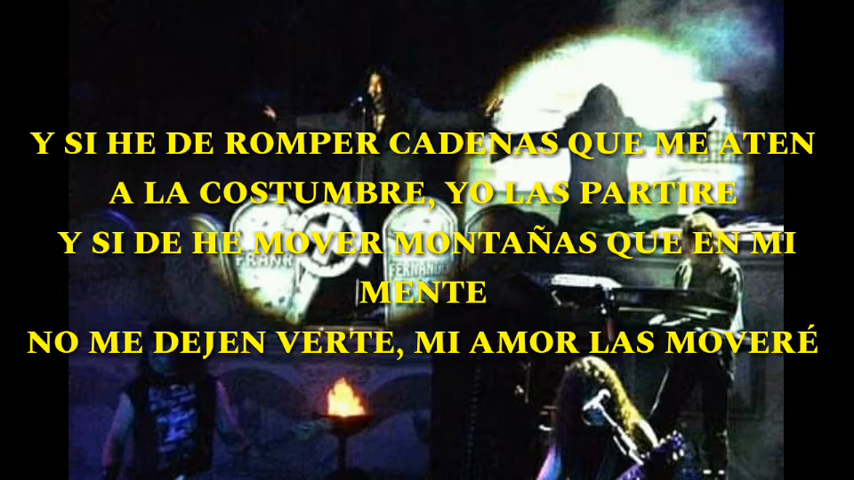 Y SI HE DE ROMPER CADENAS QUE ME ATEN
A LA COSTUMBRE, YO LAS PARTIRE
Y SI DE HE MOVER MONTAÑAS QUE EN MI
MENTE
NO ME DEJEN VERTE, MI AMOR LAS MOVERÉ
FRANK